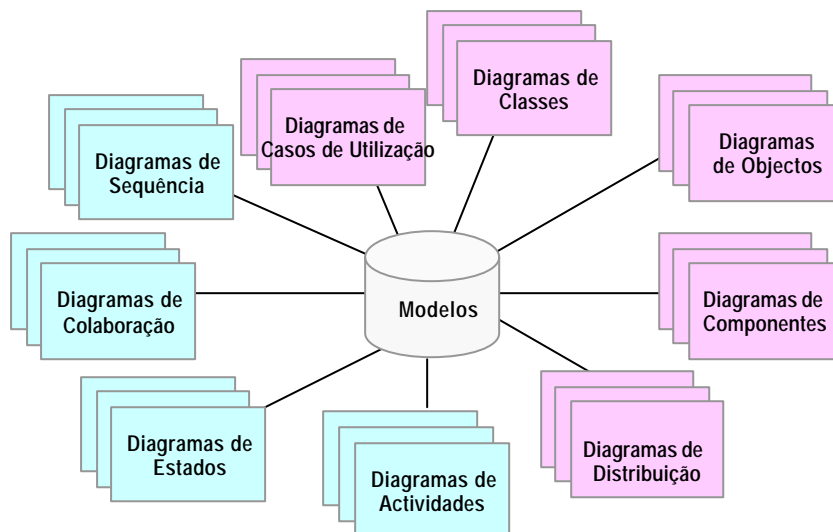 Diagramas de
Classes
Diagramas de
Casos de Utilização
Diagramas
de Objectos
Diagramas de
Sequência
Diagramas de
Colaboração
Modelos
Diagramas de
Componentes
Diagramas de
Estados
Diagramas de
Actividades
Diagramas de
Distribuição